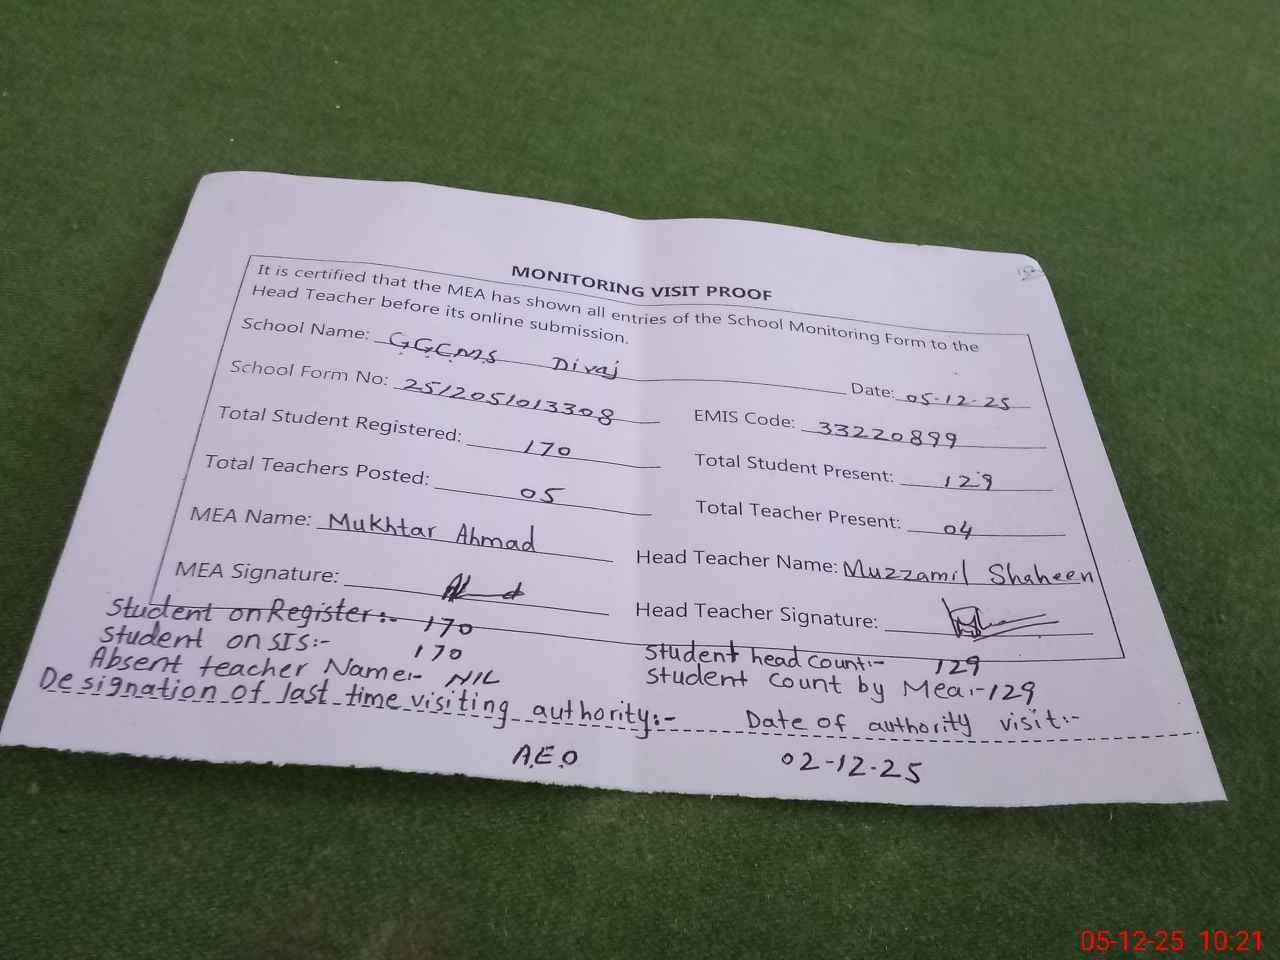 MONITORING VISIT PROOF
It is certified that the MEA has shown all entries of the School Monitoring Form to the
Head Teacher before its online submission.
School Name: G.G.C.M.S Divaj Date: 05-12-25
School Form No: 2512051013308 EMIS Code: 33220899
Total Student Registered: 170 Total Student Present: 129
Total Teachers Posted: 05 Total Teacher Present: 04
MEA Name: Mukhtar Ahmad Head Teacher Name: Muzzamil Shaheen
MEA Signature: Head Teacher Signature:
Student on Register:- 170 Student head count:- 129
Student on SIS:- 170 Student count by Mea:-129
Absent teacher Name:- NIL
Designation of last time visiting authority:- Date of authority visit:-
A.E.O 02-12-25
05-12-25 10:21